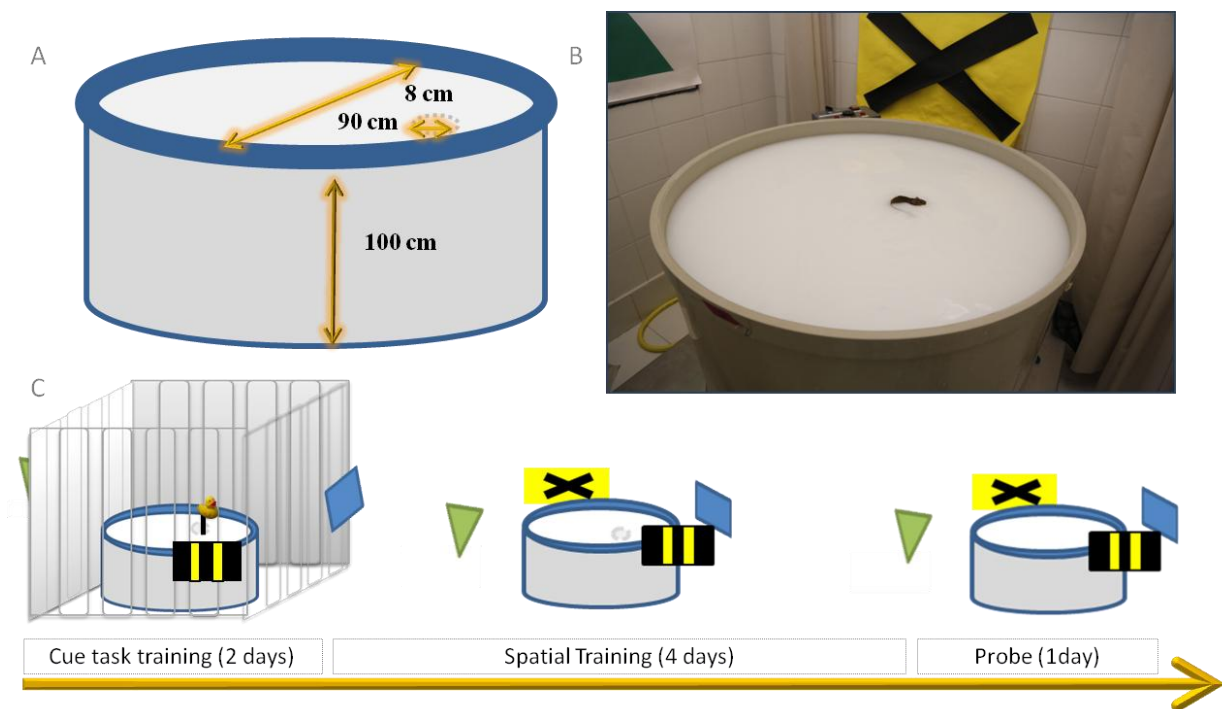 A
8 cm
90 cm
100 cm
B
C
Cue task training (2 days)
Spatial Training (4 days)
Probe (1day)